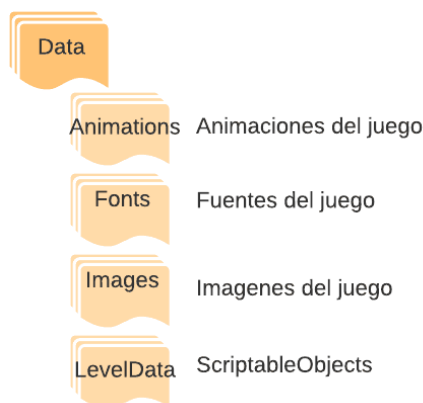 Data
Animations Animaciones del juego
Fonts Fuentes del juego
Images Imagenes del juego
LevelData ScriptableObjects